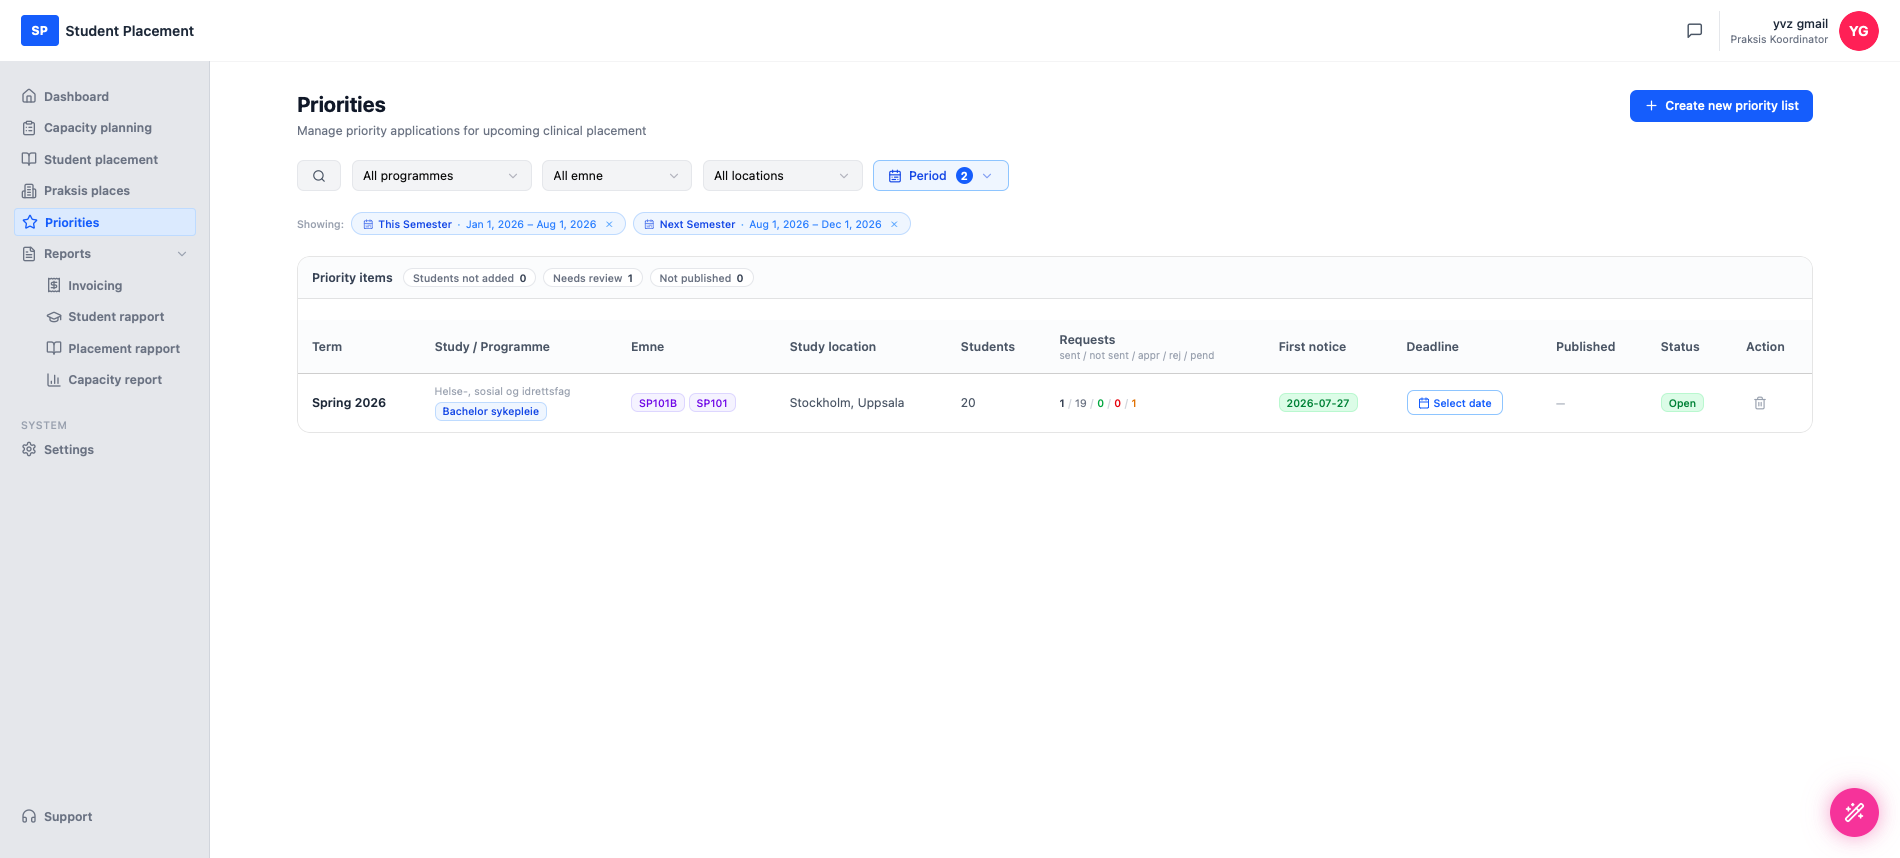 SP Student Placement
yvz gmail
Praksis Koordinator
YG
Dashboard
Capacity planning
Student placement
Praksis places
Priorities
Reports
Invoicing
Student rapport
Placement rapport
Capacity report
SYSTEM
Settings
Support
Priorities
Manage priority applications for upcoming clinical placement
Create new priority list
All programmes All emne All locations Period 2
Showing: This Semester · Jan 1, 2026 – Aug 1, 2026 × Next Semester · Aug 1, 2026 – Dec 1, 2026 ×
Priority items Students not added 0 Needs review 1 Not published 0
Term Study / Programme Emne Study location Students Requests First notice Deadline Published Status Action
sent / not sent / appr / rej / pend
Helse-, sosial og idrettsfag
Spring 2026 Bachelor sykepleie SP101B SP101 Stockholm, Uppsala 20 1 / 19 / 0 / 0 / 1 2026-07-27 Select date — Open